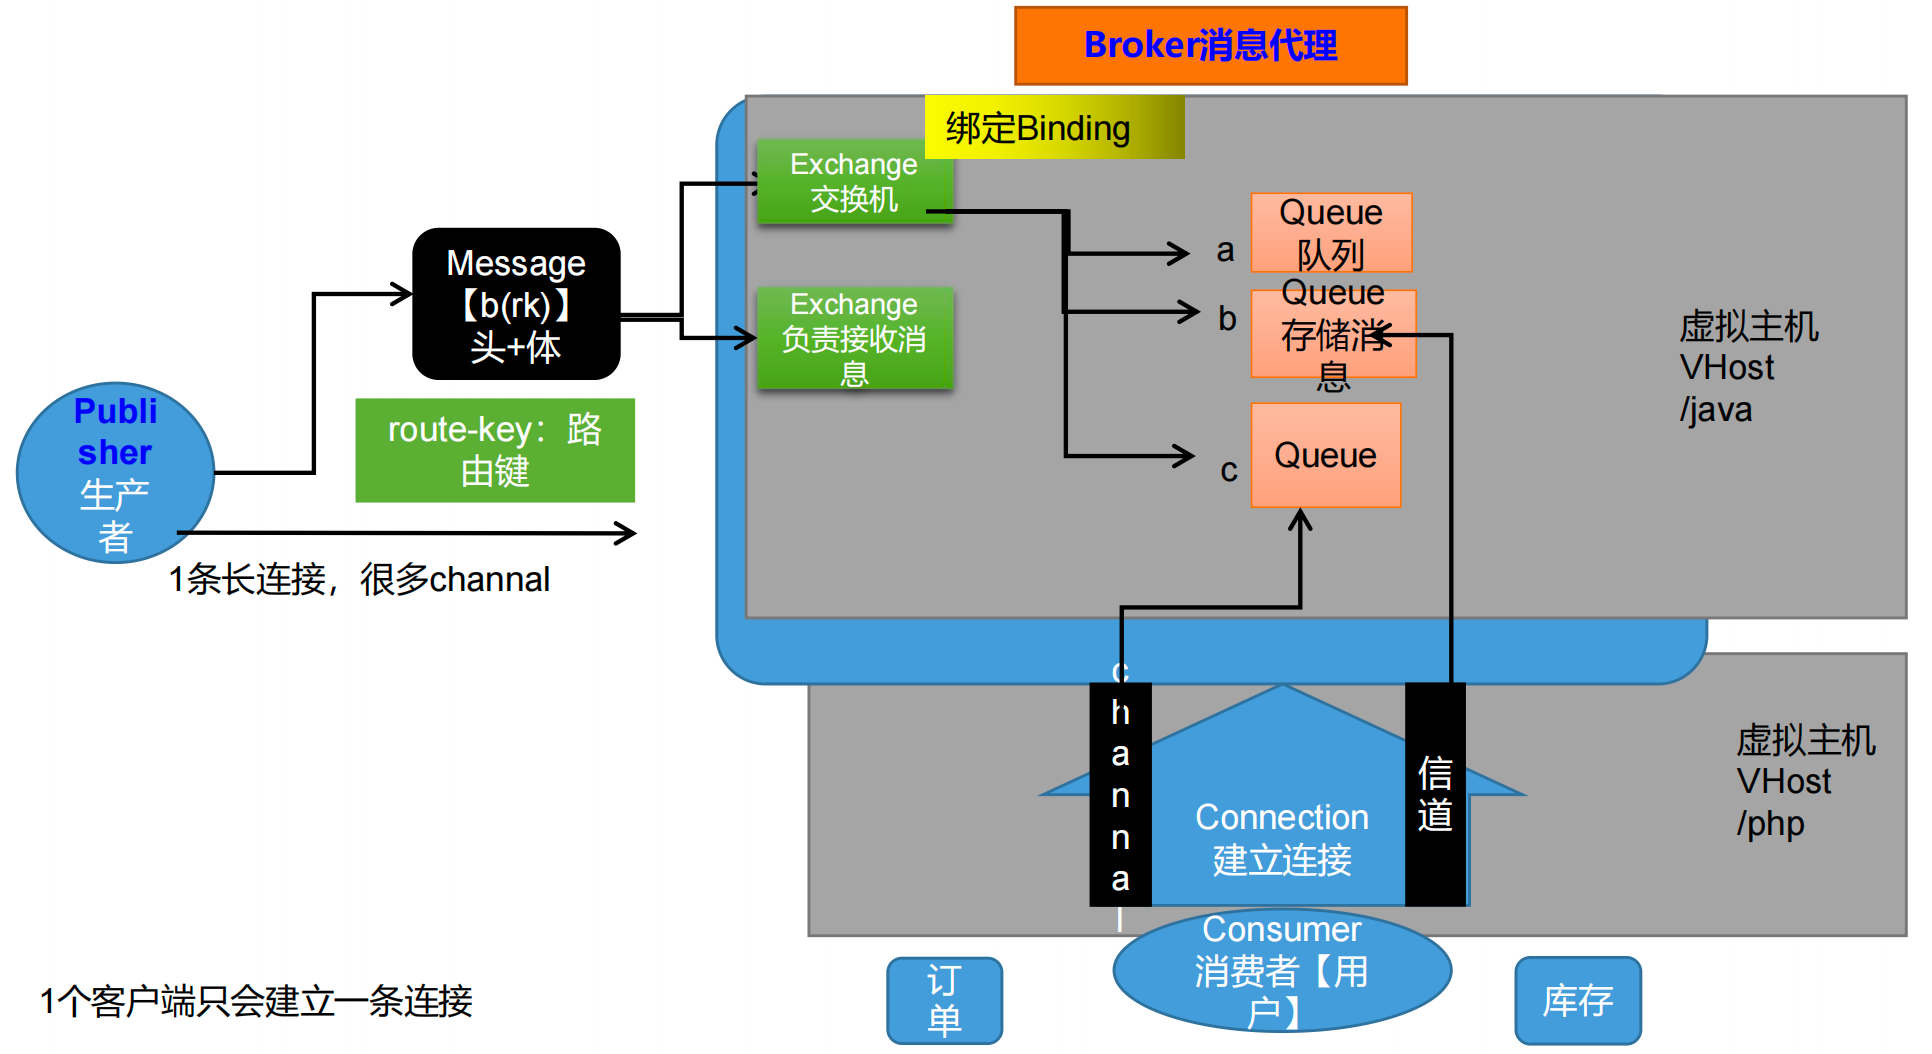 Broker消息代理
绑定Binding
Exchange
交换机
Exchange
负责接收消
息
Message
【b(rk)】
头+体
route-key：路
由键
Publi
sher
生产
者
1条长连接，很多channal
a
b
c
Queue
队列
Queue
存储消
息
Queue
虚拟主机
VHost
/java
虚拟主机
VHost
/php
c
h
a
n
n
a
l
Connection
建立连接
信
道
Consumer
消费者【用
户】
订
单
库存
1个客户端只会建立一条连接